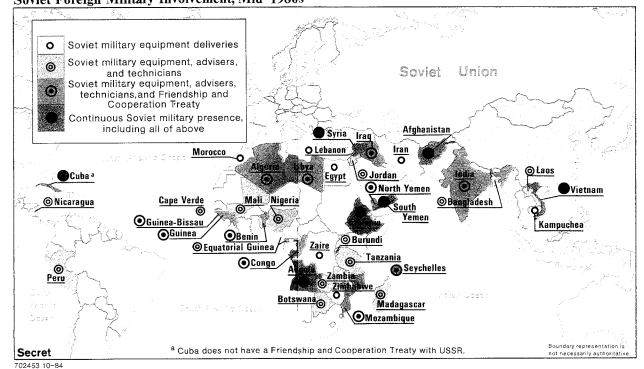 Soviet Foreign Military Involvement, Mid-1980s
Soviet military equipment deliveries
Soviet military equipment, advisers,
and technicians
Soviet military equipment, advisers,
technicians,and Friendship and
Cooperation Treaty
Continuous Soviet military presence,
including all of above
Soviet Union
Syria
Iraq
Afghanistan
Morocco
Lebanon
Iran
Algeria
Libya
Egypt
Jordan
India
Laos
Cuba a
North Yemen
Bangladesh
Vietnam
Nicaragua
Cape Verde
Mali
Nigeria
South
Yemen
Kampuchea
Guinea-Bissau
Guinea
Benin
Equatorial Guinea
Zaire
Burundi
Congo
Tanzania
Seychelles
Peru
Angola
Zambia
Zimbabwe
Botswana
Madagascar
Mozambique
Secret
a Cuba does not have a Friendship and Cooperation Treaty with USSR.
Boundary representation is
not necessarily authoritative.
702453 10-84